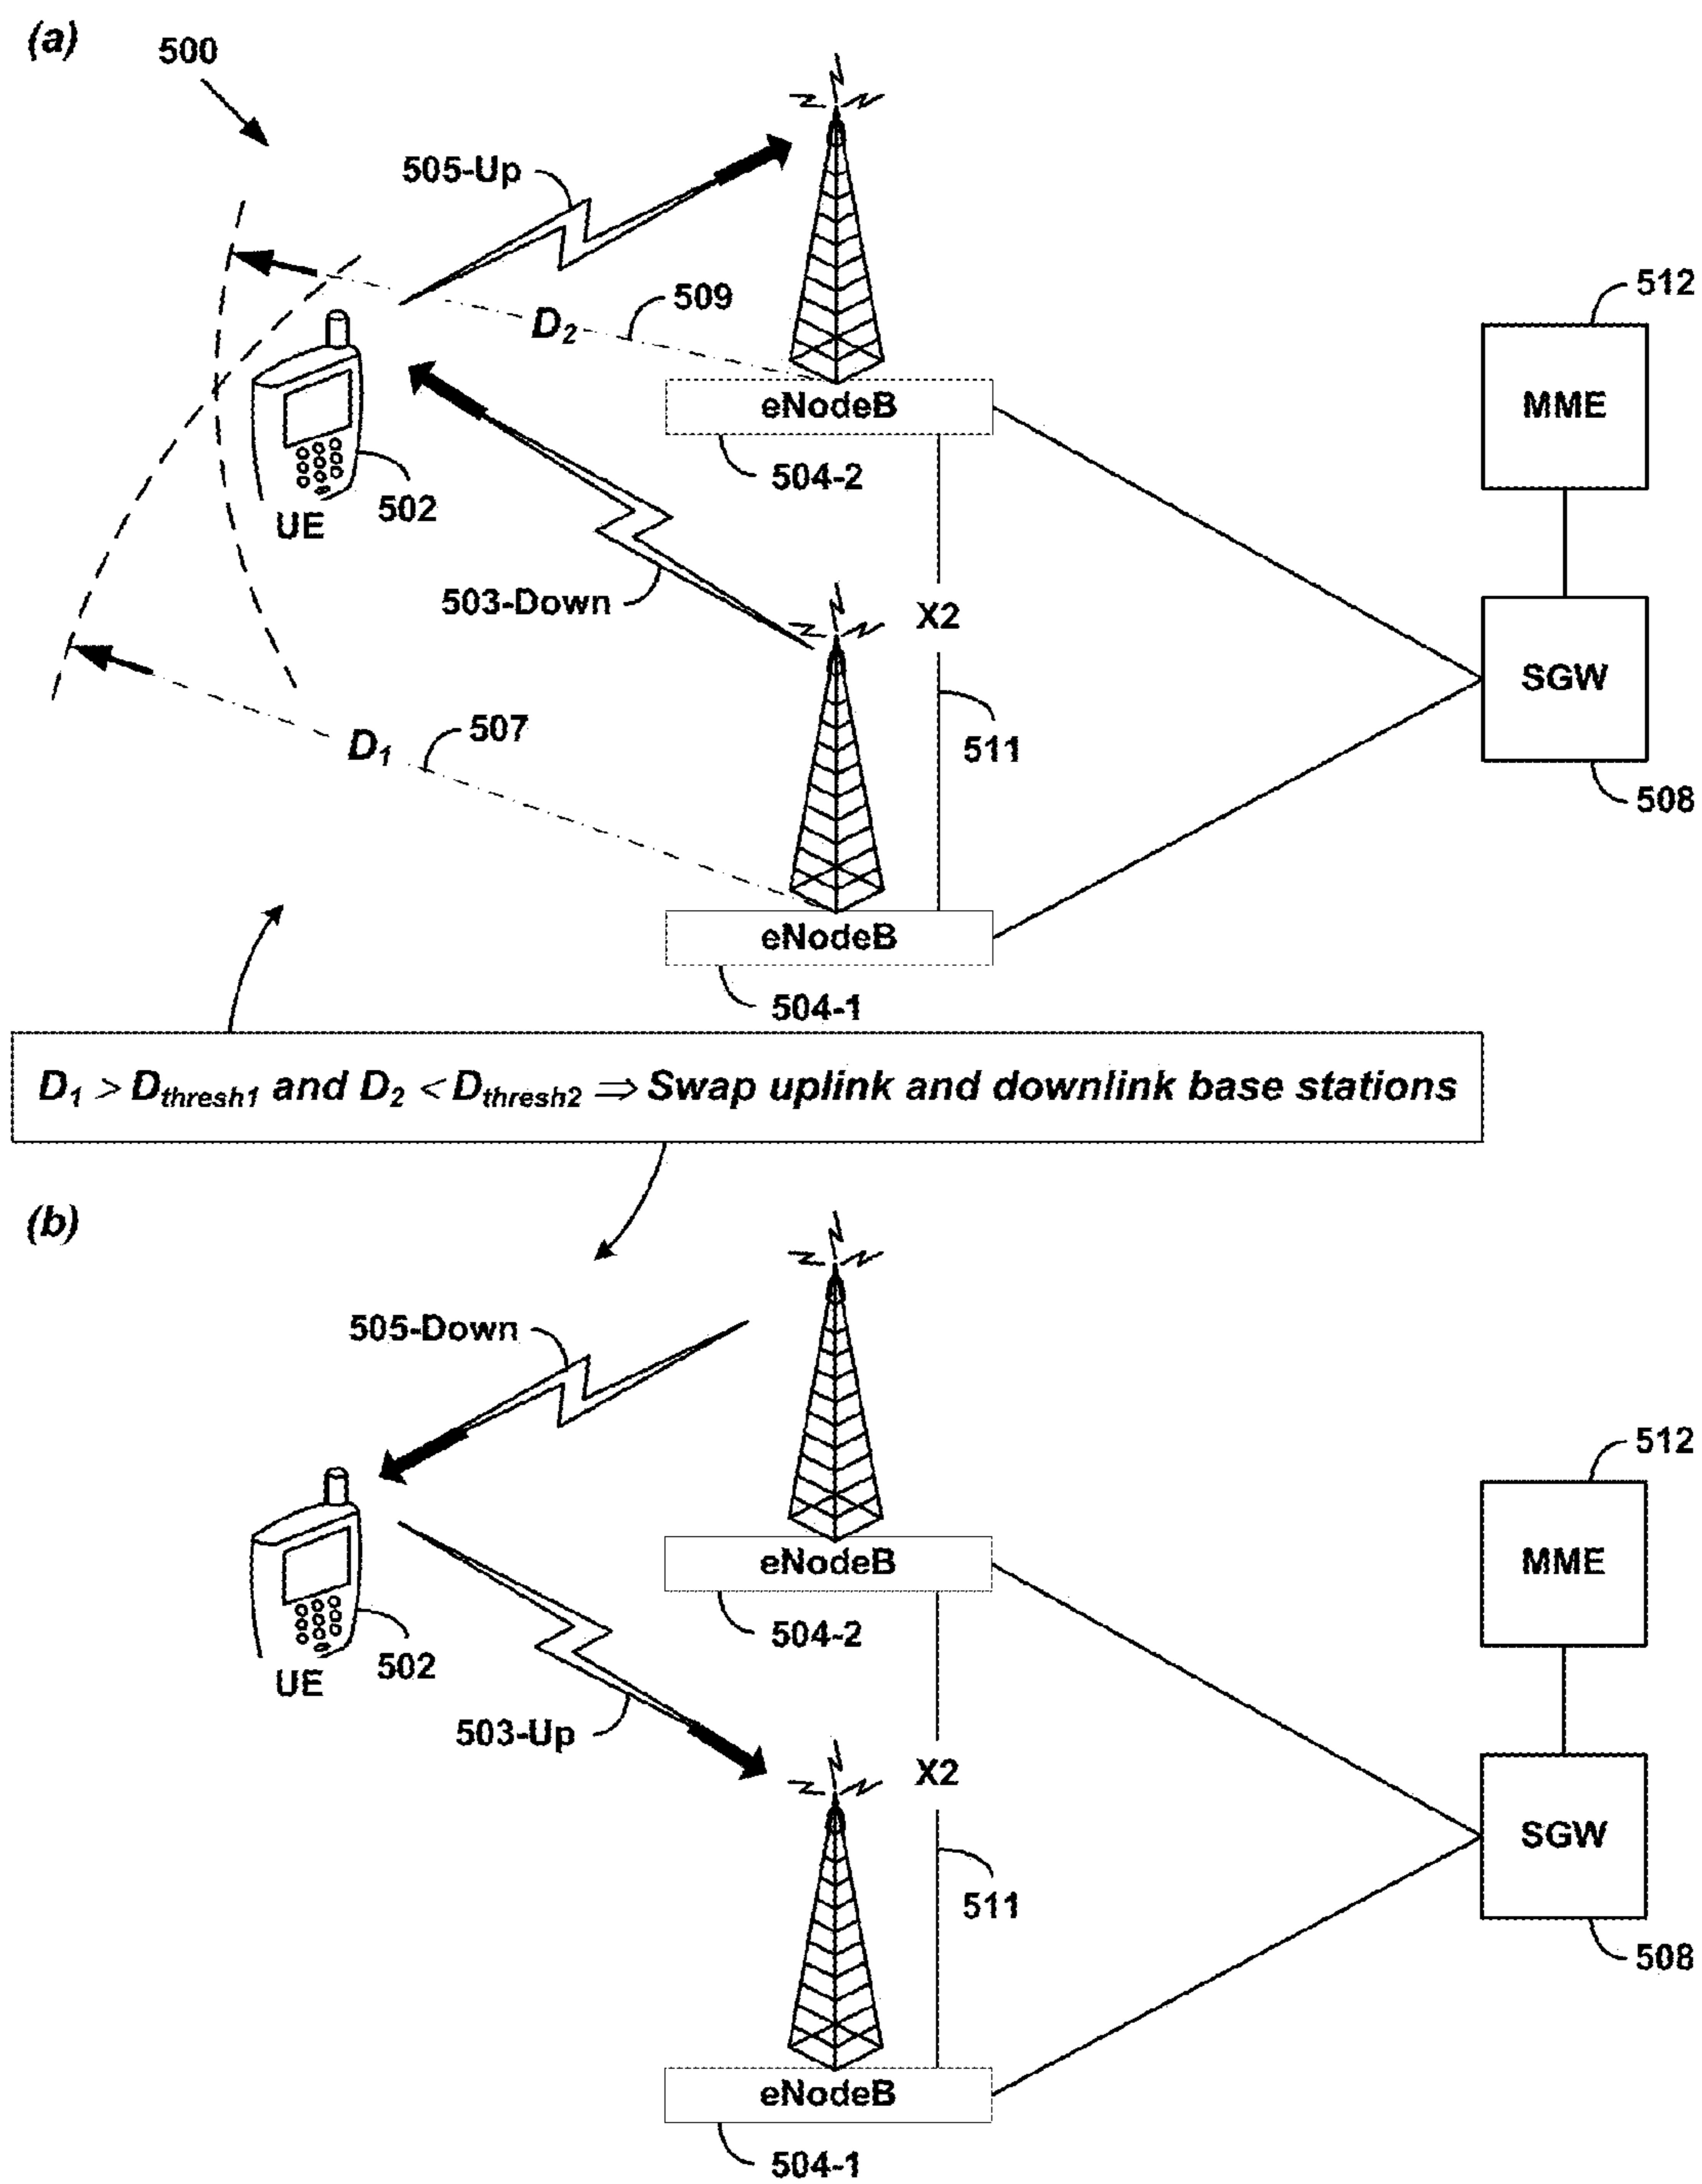 (a)
500
505-Up
509
D2
512
MME
eNodeB
504-2
502
UE
503-Down
X2
SGW
507
D1
511
508
eNodeB
504-1
D1 > Dthresh1 and D2 < Dthresh2 ⇒ Swap uplink and downlink base stations
(b)
505-Down
512
MME
eNodeB
504-2
502
UE
503-Up
X2
SGW
511
508
eNodeB
504-1